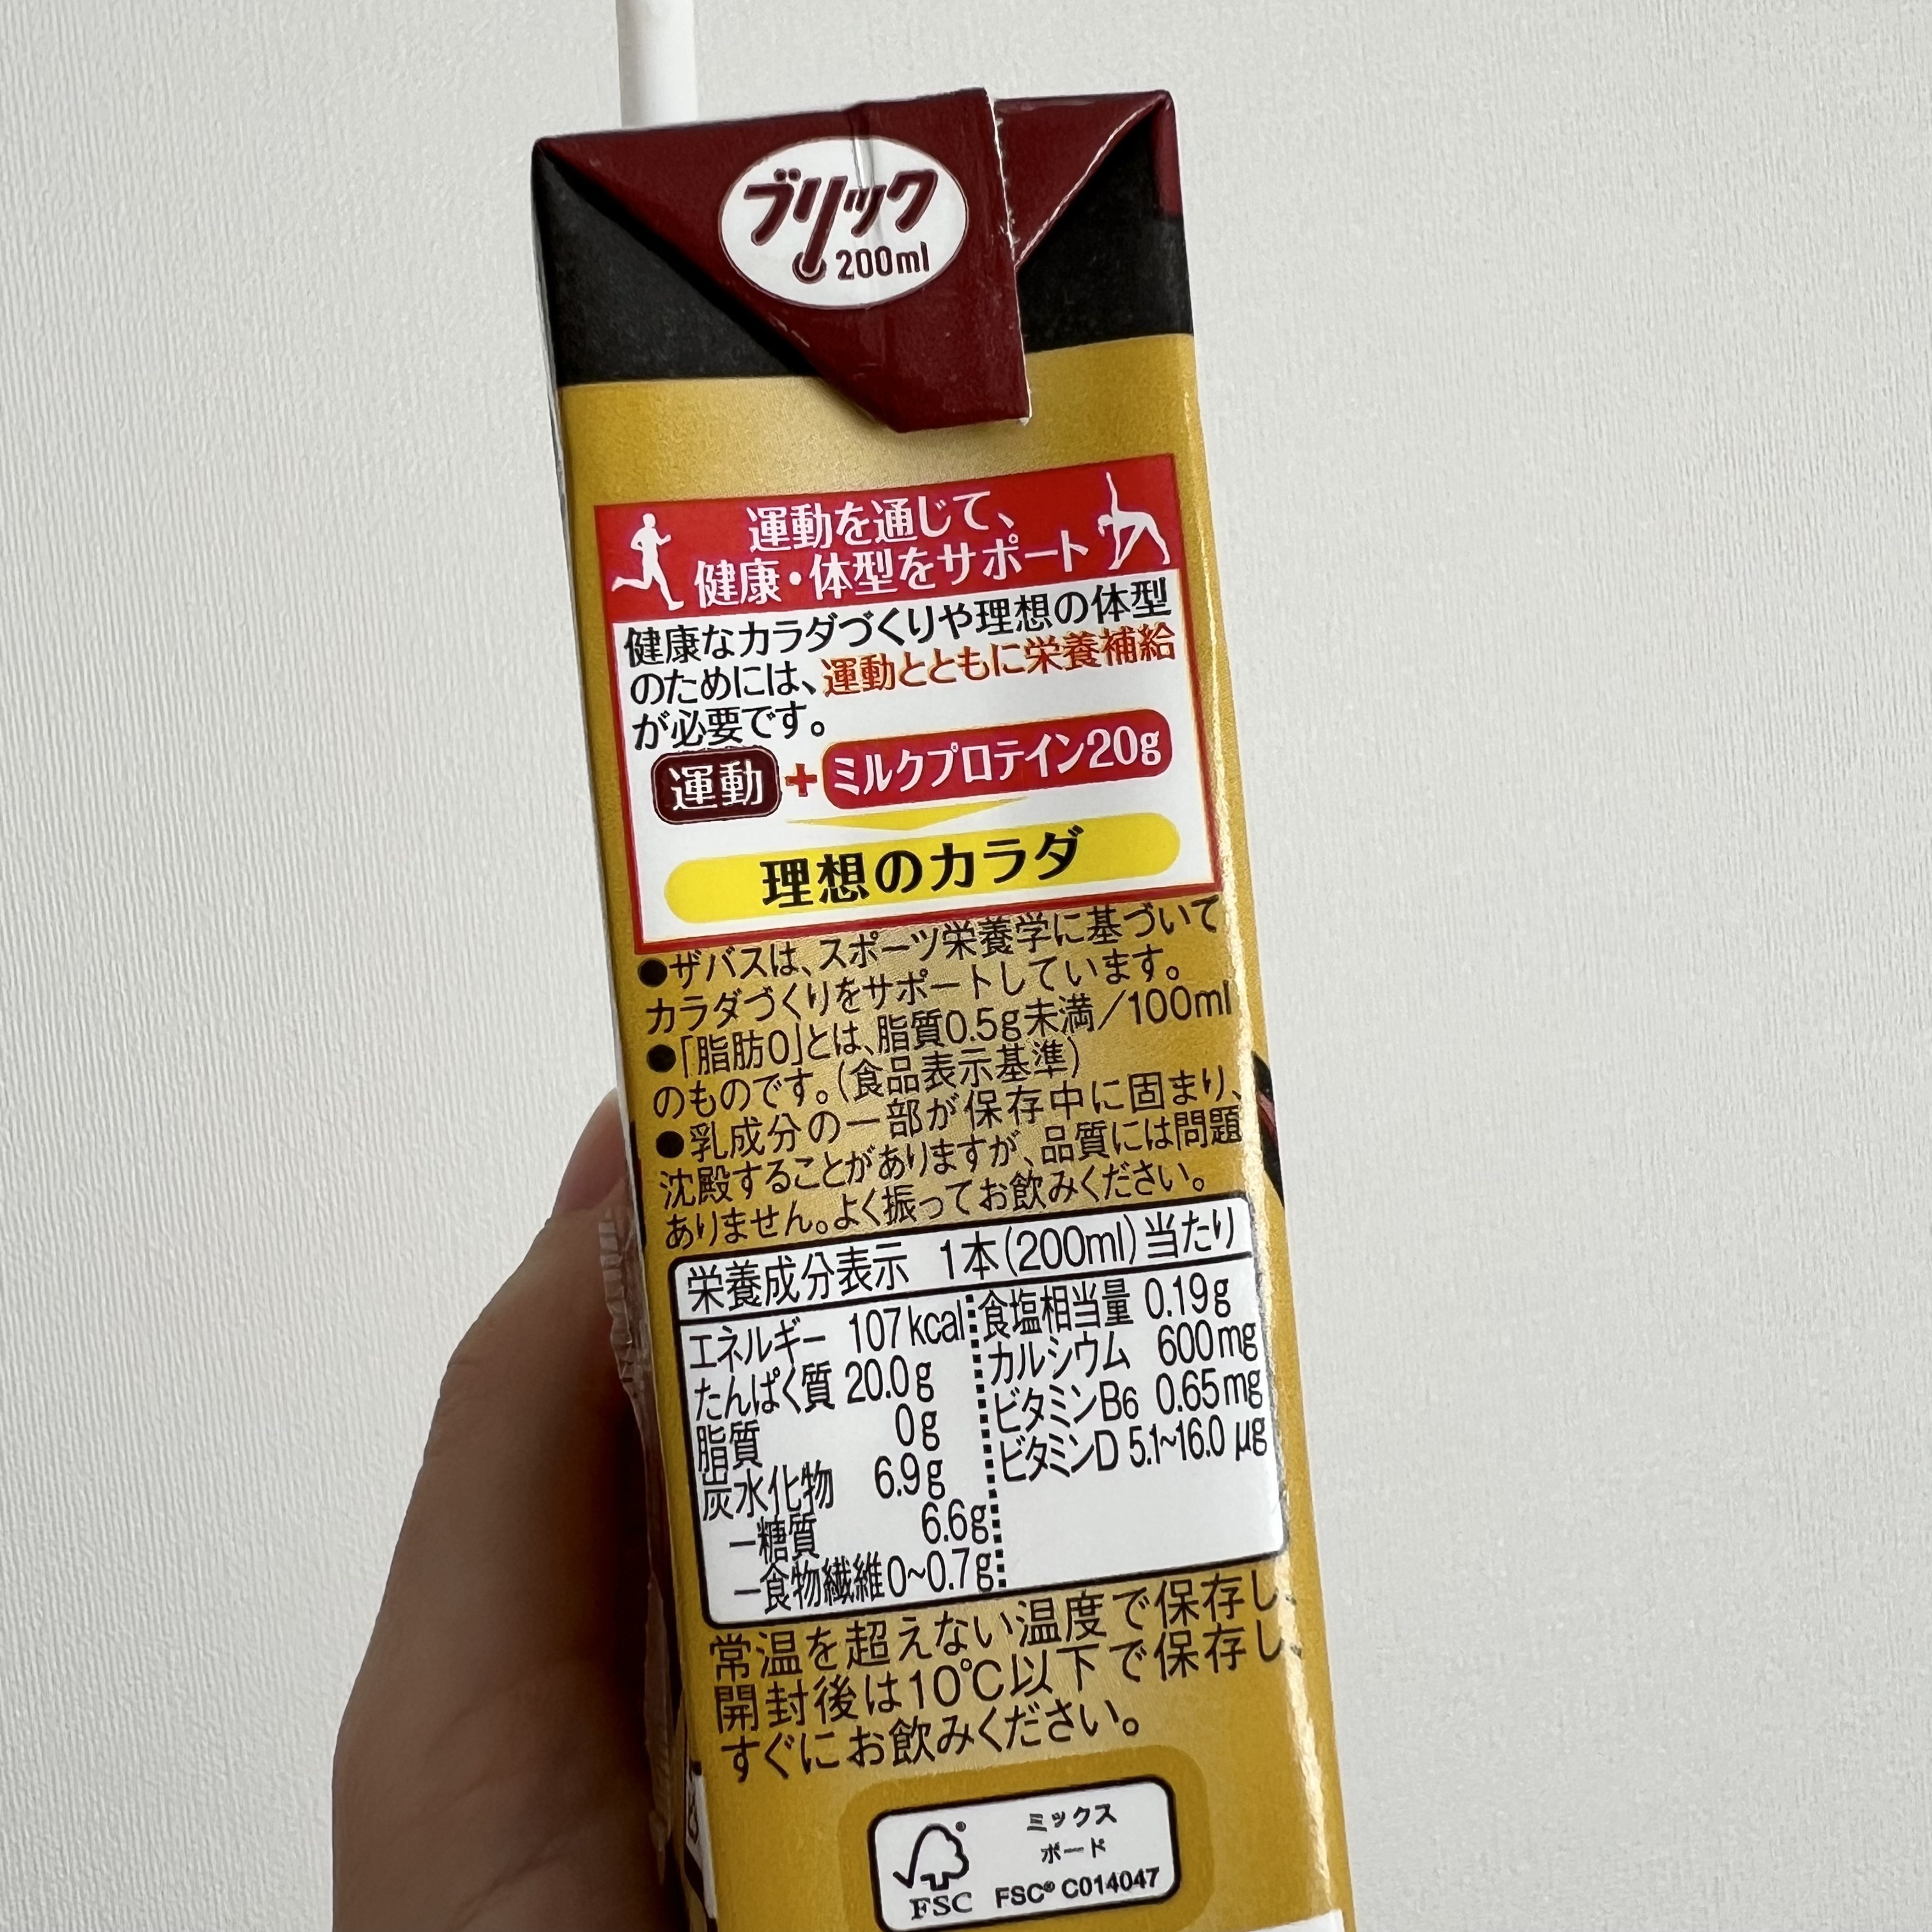 ブリック
200ml
運動を通じて、
健康・体型をサポート
健康なカラダづくりや理想の体型
のためには、運動とともに栄養補給
が必要です。
運動+ミルクプロテイン20g
理想のカラダ
●ザバスは、スポーツ栄養学に基づいて
カラダづくりをサポートしています。
●「脂肪0」とは、脂質0.5g未満/100ml
のものです。(食品表示基準)
●乳成分の一部が保存中に固まり、
沈殿することがありますが、品質には問題
ありません。よく振ってお飲みください。
栄養成分表示 1本(200ml)当たり
エネルギー 107kcal
たんぱく質 20.0g
脂質 0g
炭水化物 6.9g
ー糖質 6.6g
ー食物繊維 0~0.7g
食塩相当量 0.19g
カルシウム 600mg
ビタミンB6 0.65mg
ビタミンD 5.1~16.0 μg
常温を超えない温度で保存し、
開封後は10℃以下で保存し、
すぐにお飲みください。
ミックス
ボード
FSC
FSC® C014047